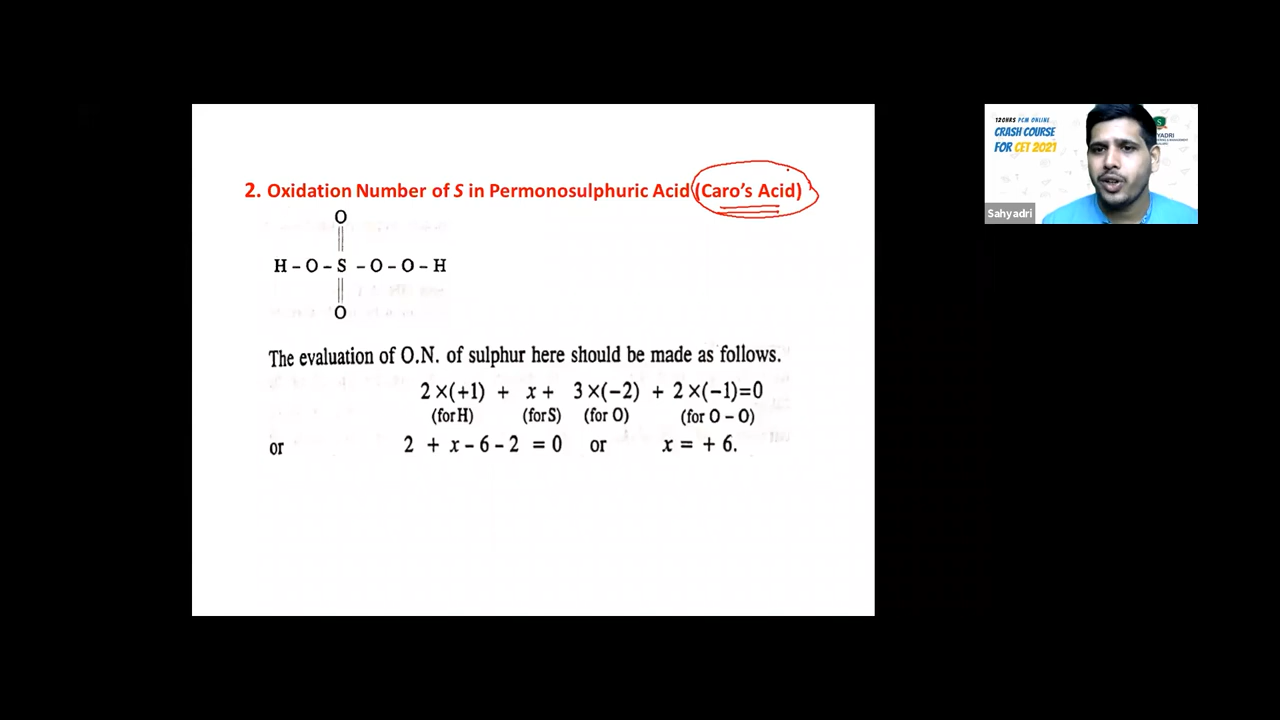 2. Oxidation Number of S in Permonosulphuric Acid (Caro's Acid)
O
||
H – O – S – O – O – H
||
O
The evaluation of O.N. of sulphur here should be made as follows.
2×(+1) + x + 3×(−2) + 2×(−1)=0
(for H) (for S) (for O) (for O – O)
or 2 + x – 6 – 2 = 0 or x = + 6.
120HRS PCM ONLINE
CRASH COURSE
FOR CET 2021
S
YADRI
Sahyadri